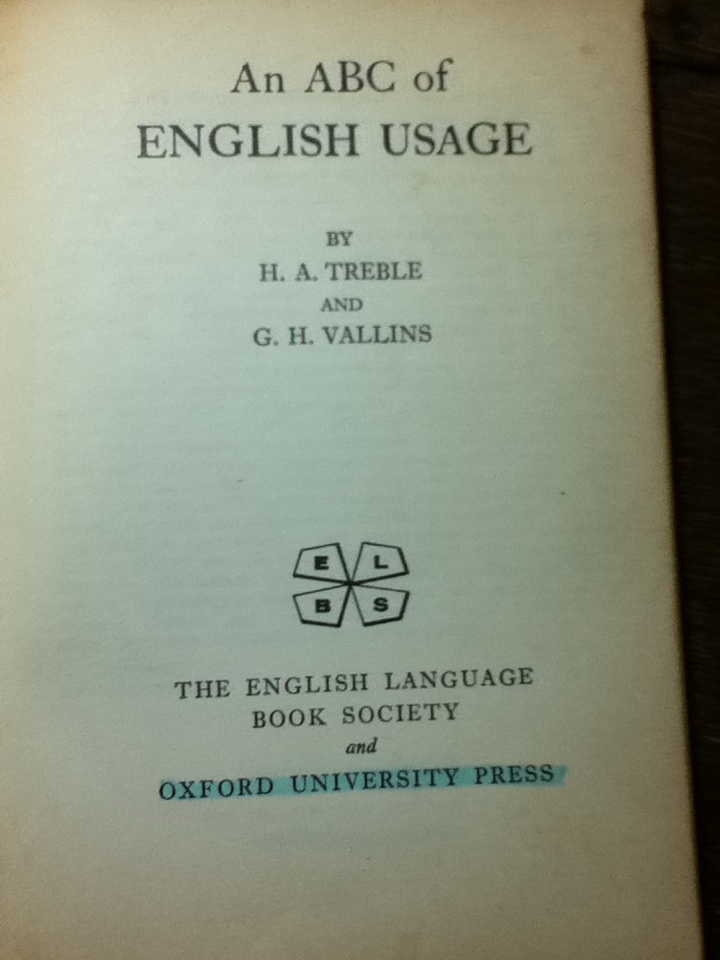 An ABC of
ENGLISH USAGE
BY
H. A. TREBLE
AND
G. H. VALLINS
E L
B S
THE ENGLISH LANGUAGE
BOOK SOCIETY
and
OXFORD UNIVERSITY PRESS